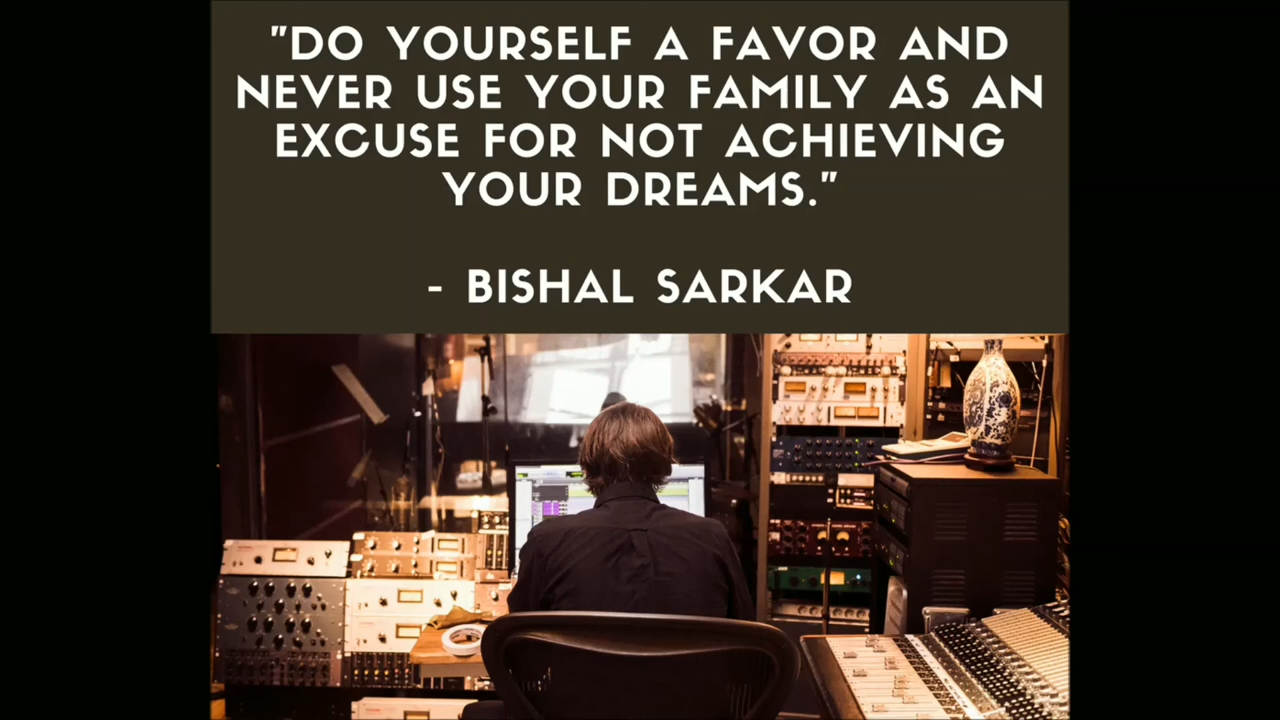 "DO YOURSELF A FAVOR AND
NEVER USE YOUR FAMILY AS AN
EXCUSE FOR NOT ACHIEVING
YOUR DREAMS."
- BISHAL SARKAR